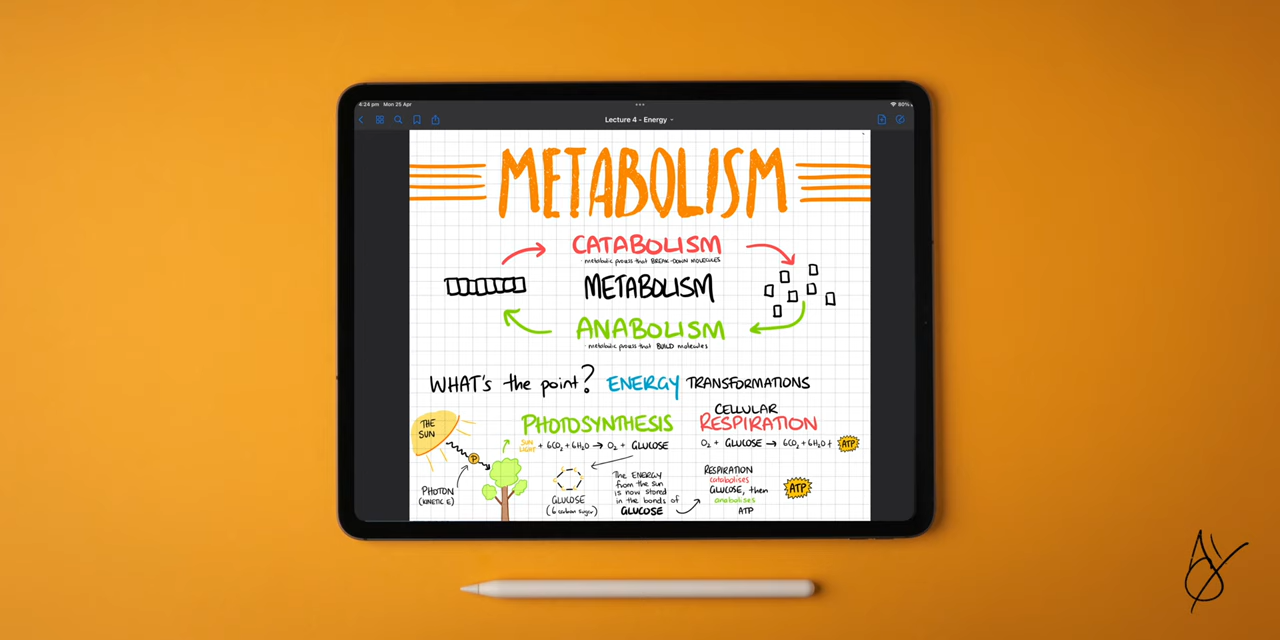 4:24 pm Mon 25 Apr
80%
Lecture 4 - Energy
METABOLISM
CATABOLISM
- metabolic process that BREAK-DOWN MOLECULES
METABOLISM
ANABOLISM
- metabolic process that BUILD molecules
WHAT'S the point? ENERGY TRANSFORMATIONS
THE SUN
PHOTOSYNTHESIS
SUN LIGHT + 6CO₂ + 6H₂O → O₂ + GLUCOSE
P
PHOTON
(KINETIC E)
GLUCOSE
(6 carbon sugar)
The ENERGY
from the sun
is now stored
in the bonds of
GLUCOSE
CELLULAR
RESPIRATION
O₂ + GLUCOSE → 6CO₂ + 6H₂O + ATP
RESPIRATION
catabolises
GLUCOSE, then
anabolises
ATP
ATP